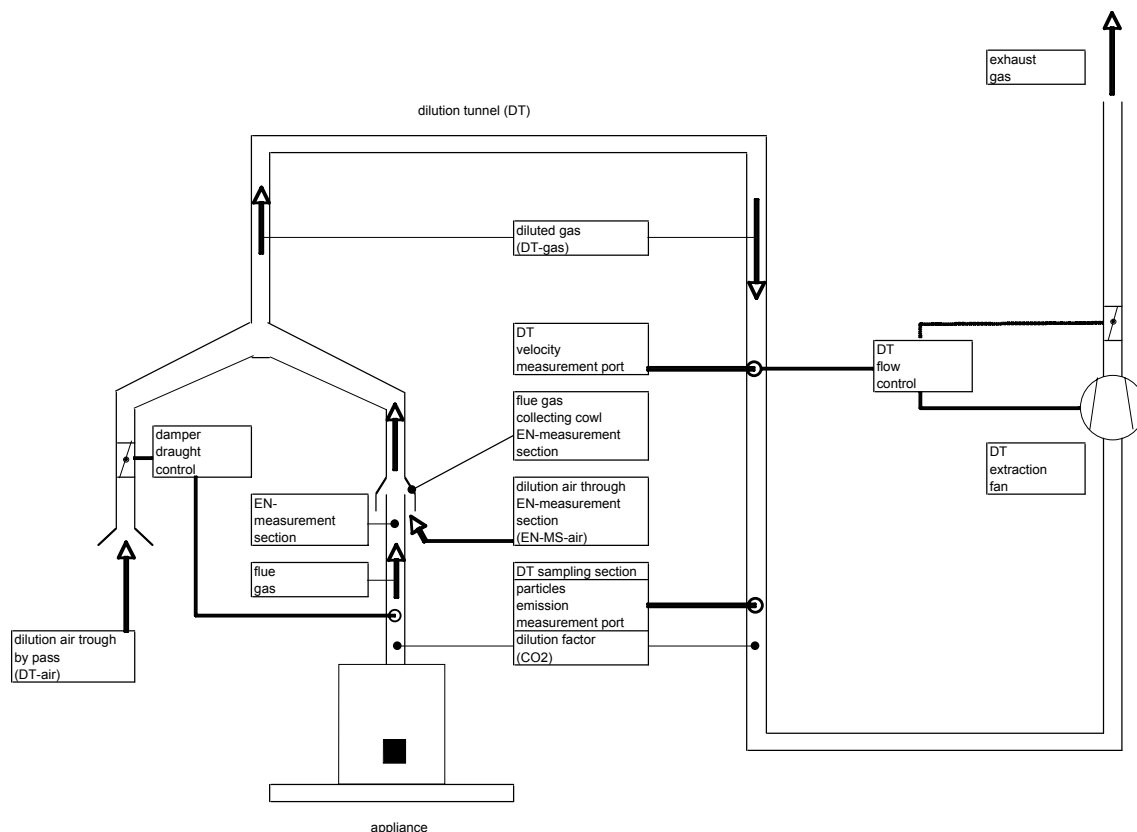 exhaust
gas
dilution tunnel (DT)
diluted gas
(DT-gas)
DT
velocity
measurement port
DT
flow
control
flue gas
collecting cowl
EN-measurement
section
damper
draught
control
DT
extraction
fan
EN-
measurement
section
dilution air through
EN-measurement
section
(EN-MS-air)
flue
gas
DT sampling section
particles
emission
measurement port
dilution factor
(CO2)
dilution air trough
by pass
(DT-air)
appliance